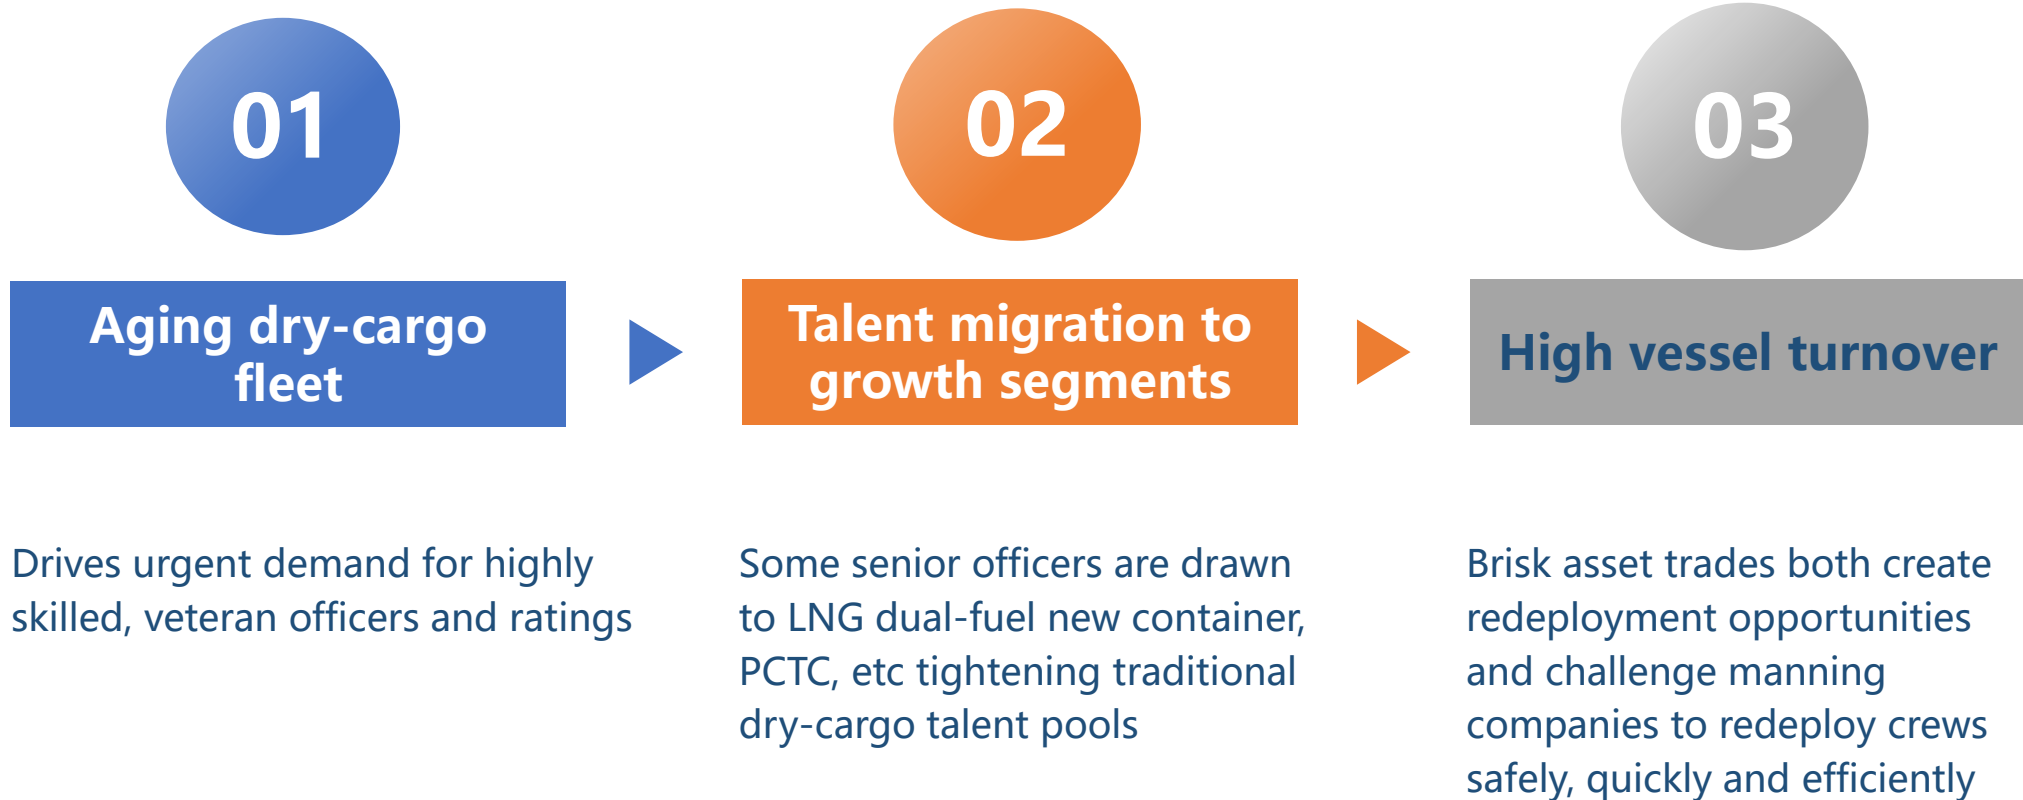 01
Aging dry-cargo
fleet
Drives urgent demand for highly
skilled, veteran officers and ratings
02
Talent migration to
growth segments
Some senior officers are drawn
to LNG dual-fuel new container,
PCTC, etc tightening traditional
dry-cargo talent pools
03
High vessel turnover
Brisk asset trades both create
redeployment opportunities
and challenge manning
companies to redeploy crews
safely, quickly and efficiently